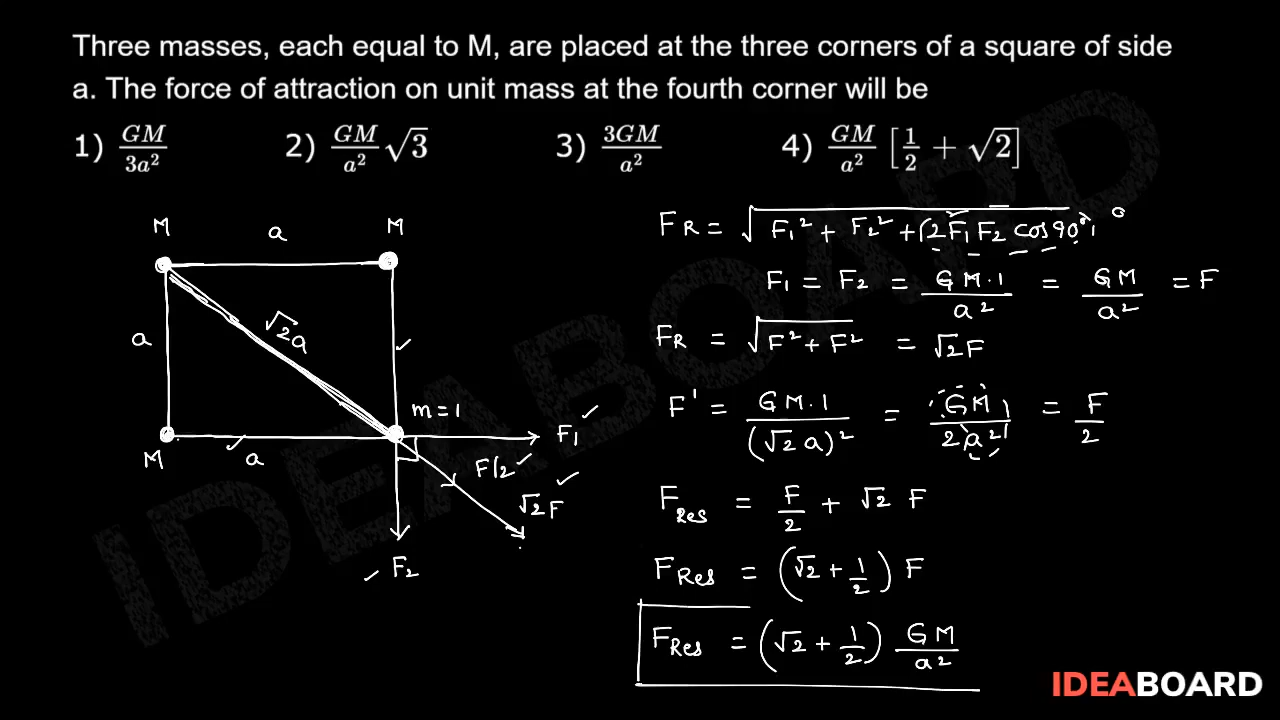 Three masses, each equal to M, are placed at the three corners of a square of side
a. The force of attraction on unit mass at the fourth corner will be
1) GM/3a² 2) GM/a² √3 3) 3GM/a² 4) GM/a² [1/2 + √2]
M a M
a √2a
m=1
M a
F₁
F/2
√2F
F₂
FR = √(F₁² + F₂² + (2F₁F₂ cos90°)) 0
F₁ = F₂ = GM·1/a² = GM/a² = F
FR = √(F² + F²) = √2F
F' = GM·1/(√2a)² = GM/2a² = F/2
FRes = F/2 + √2 F
FRes = (√2 + 1/2) F
FRes = (√2 + 1/2) GM/a²
IDEABOARD
IDEABOARD